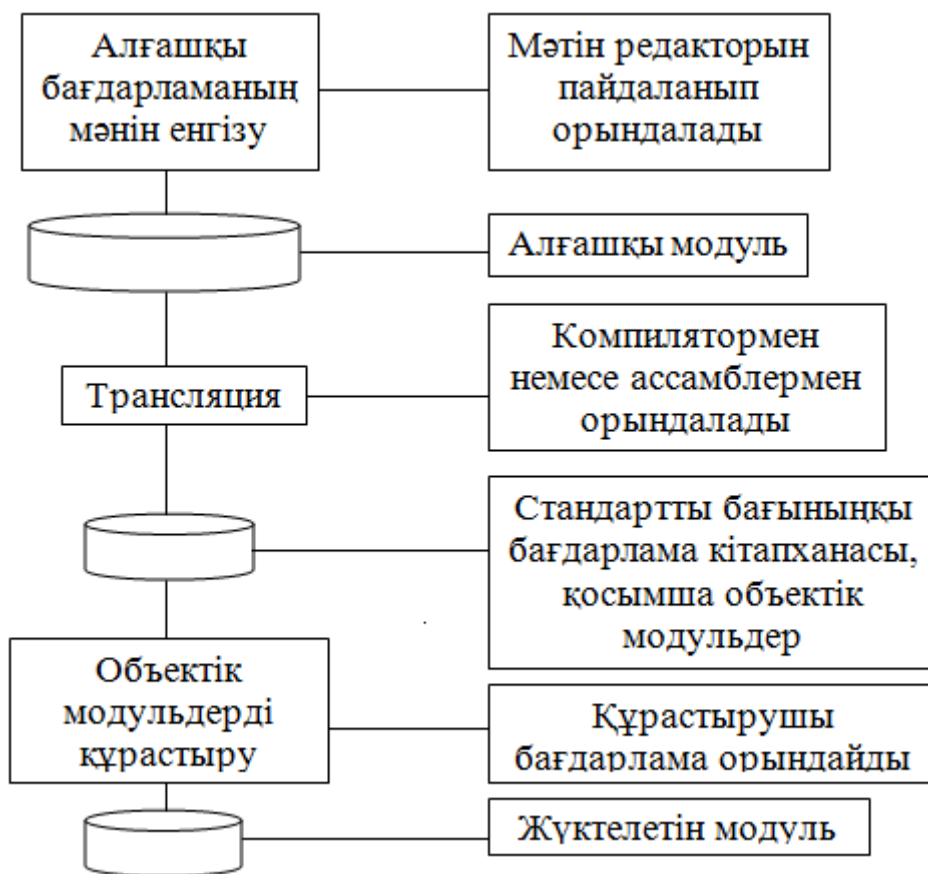 Алғашқы
бағдарламаның
мәнін енгізу
Мәтін редакторын
пайдаланып
орындалады
Алғашқы модуль
Трансляция
Компилятормен
немесе ассамблермен
орындалады
Стандартты бағыныңқы
бағдарлама кітапханасы,
қосымша объектік
модульдер
Объектік
модульдерді
құрастыру
Құрастырушы
бағдарлама орындайды
Жүктелетін модуль